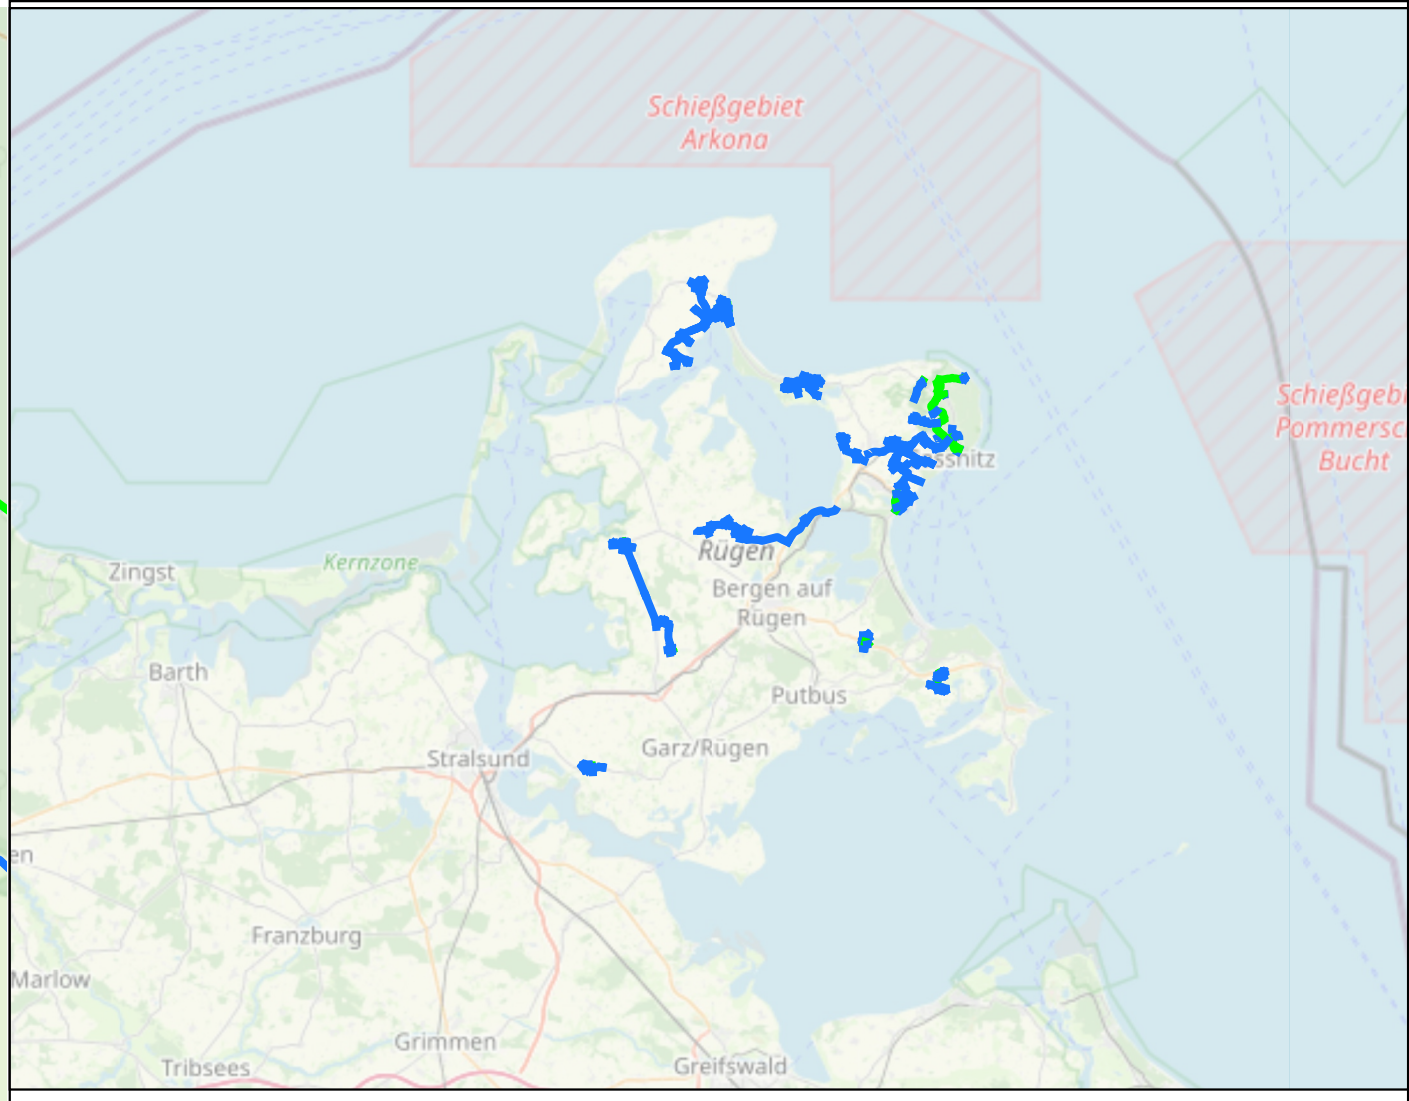 Schießgebiet
Arkona
Schießgebi
Pommersc
Bucht
ssnitz
Rügen
Kernzone
Zingst
Bergen auf
Rügen
Barth
Putbus
Garz/Rügen
Stralsund
en
Franzburg
Marlow
Grimmen
Tribsees
Greifswald